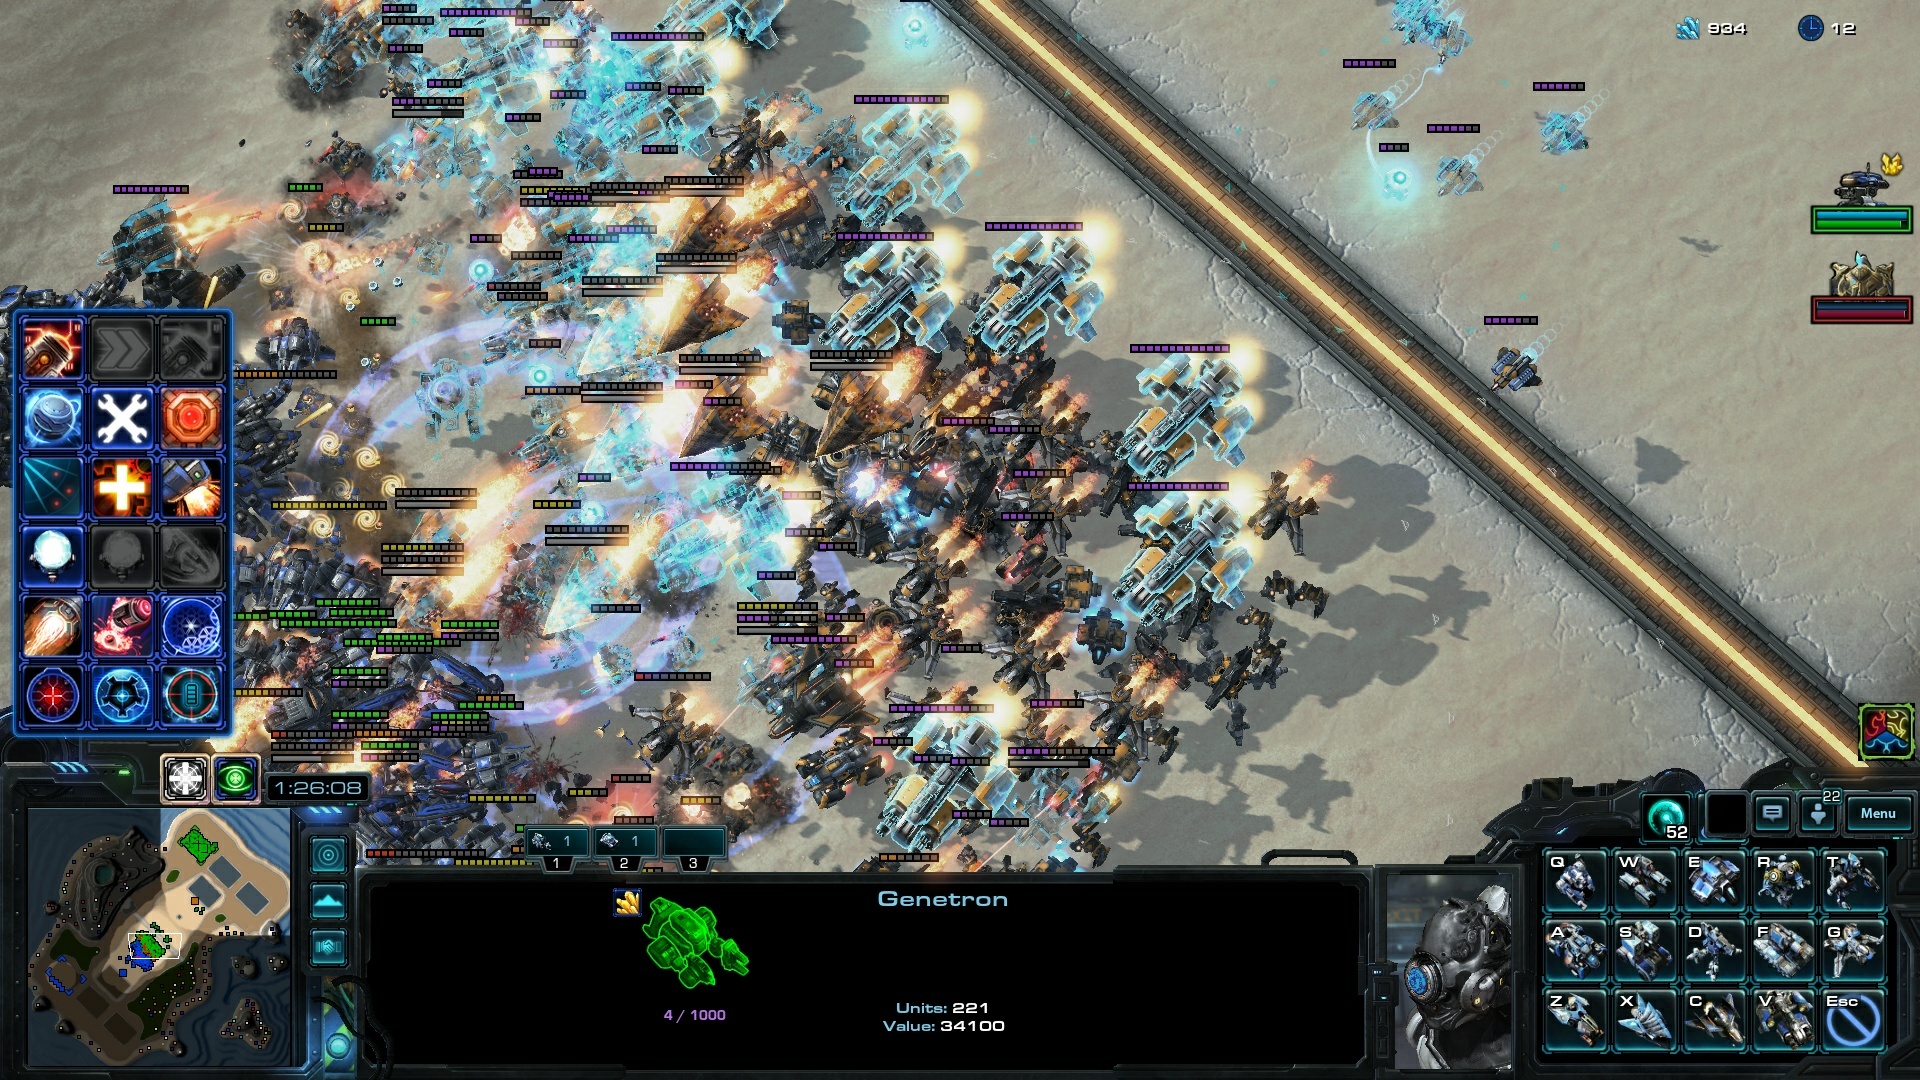 934
12
1:26:08
52
22
Menu
1
1
1
2
3
Genetron
4 / 1000
Units: 221
Value: 34100
Q
W
E
R
T
A
S
D
F
G
Z
X
C
V
Esc